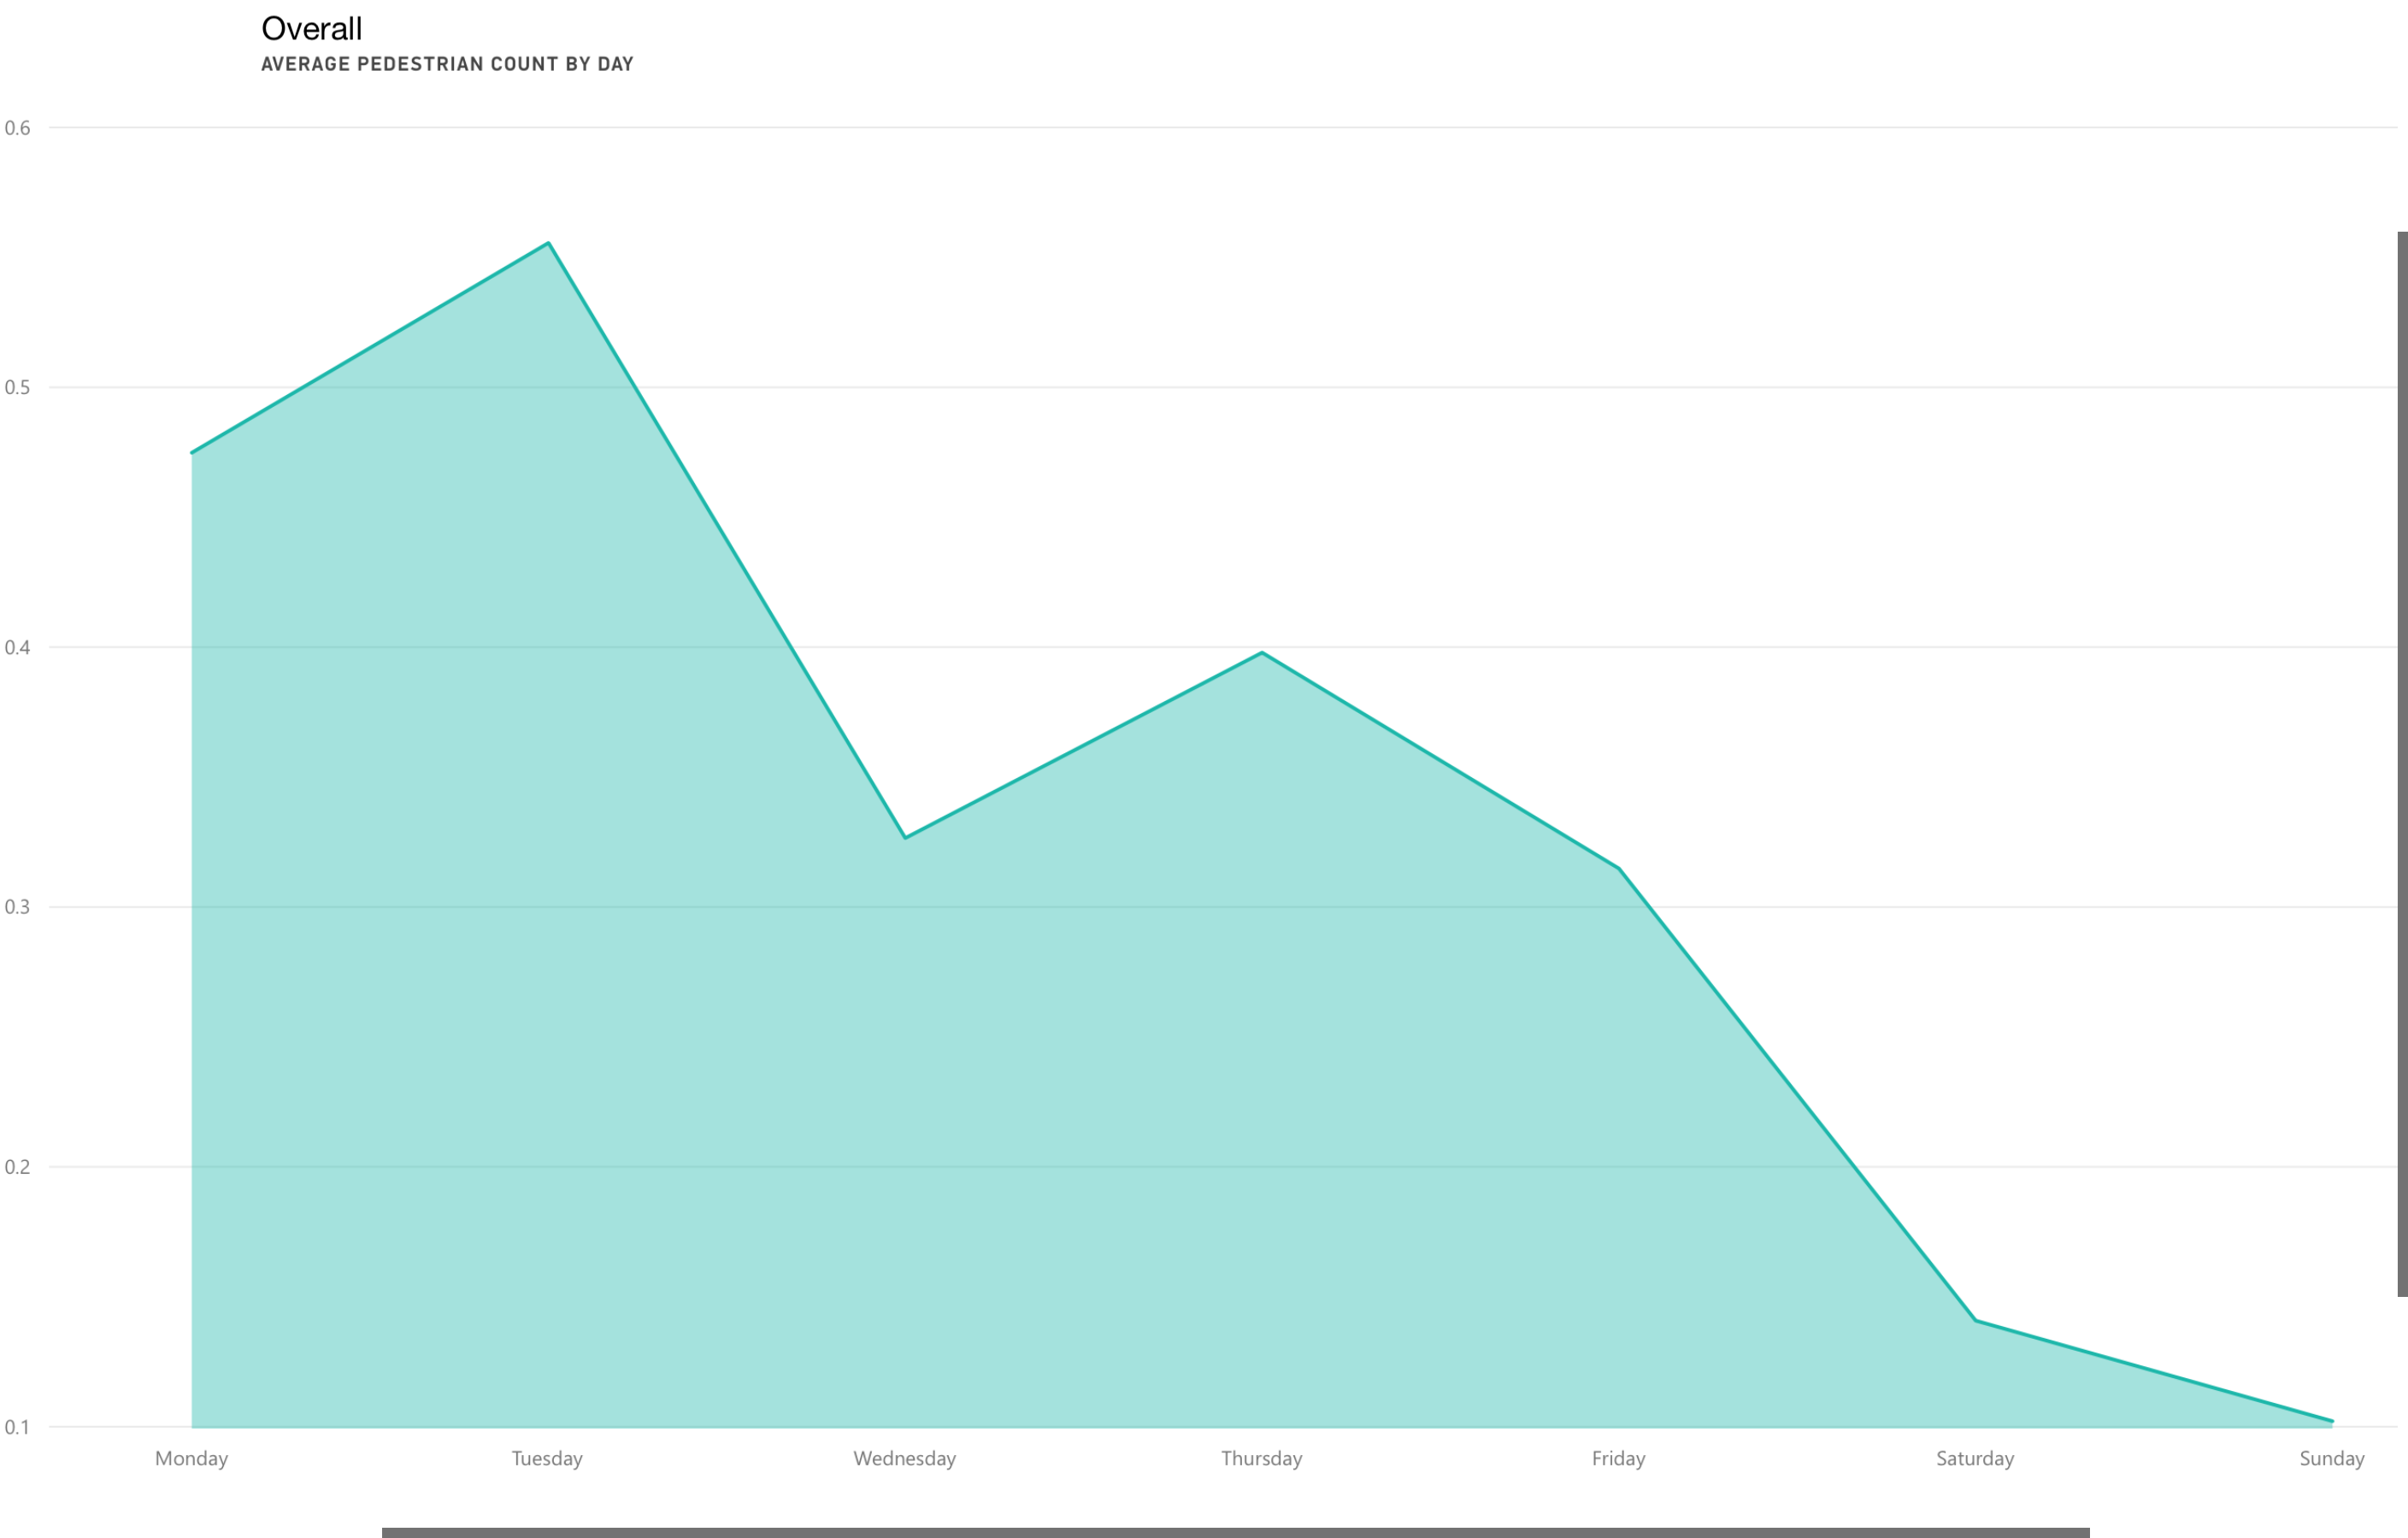 Overall
AVERAGE PEDESTRIAN COUNT BY DAY
0.6
0.5
0.4
0.3
0.2
0.1
Monday Tuesday Wednesday Thursday Friday Saturday Sunday